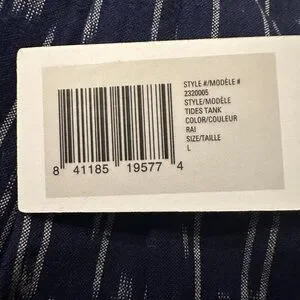 STYLE #/MODÈLE #
2320005
STYLE/MODÈLE
TIDES TANK
COLOR/COULEUR
RAI
SIZE/TAILLE
L
8 41185 19577 4